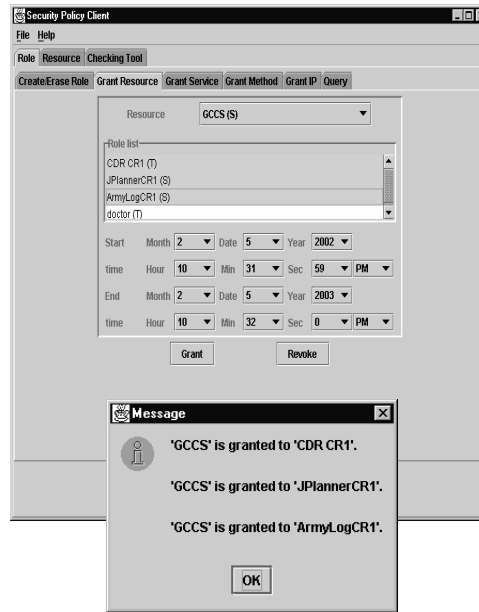 Security Policy Client
File Help
Role Resource Checking Tool
Create/Erase Role Grant Resource Grant Service Grant Method Grant IP Query
Resource GCCS (S)
Role list
CDR CR1 (T)
JPlannerCR1 (S)
ArmyLogCR1 (S)
doctor (T)
Start Month 2 Date 5 Year 2002
time Hour 10 Min 31 Sec 59 PM
End Month 2 Date 5 Year 2003
time Hour 10 Min 32 Sec 0 PM
Grant Revoke
Message
'GCCS' is granted to 'CDR CR1'.
'GCCS' is granted to 'JPlannerCR1'.
'GCCS' is granted to 'ArmyLogCR1'.
OK